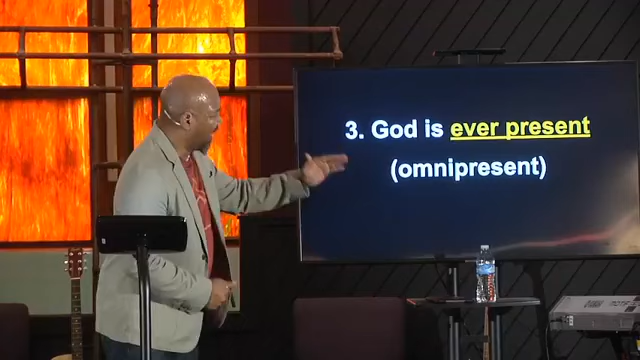 3. God is ever present
(omnipresent)